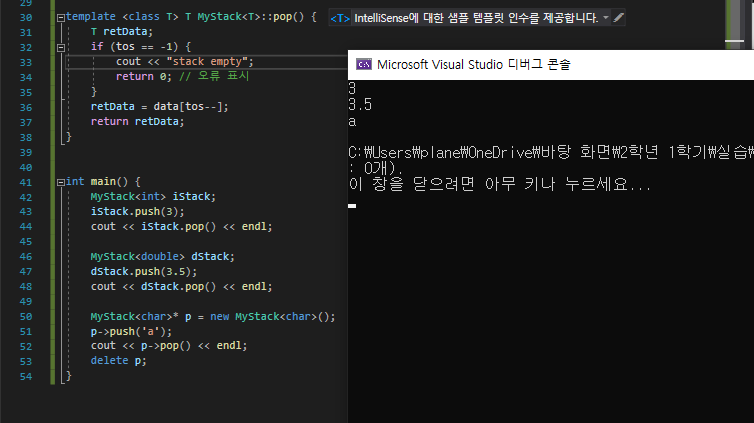 29
30 template <class T> T MyStack<T>::pop() { <T> IntelliSense에 대한 샘플 템플릿 인수를 제공합니다.
31 T retData;
32 if (tos == -1) {
33 cout << "stack empty";
34 return 0; // 오류 표시
35 }
36 retData = data[tos--];
37 return retData;
38 }
39
40
41 int main() {
42 MyStack<int> iStack;
43 iStack.push(3);
44 cout << iStack.pop() << endl;
45
46 MyStack<double> dStack;
47 dStack.push(3.5);
48 cout << dStack.pop() << endl;
49
50 MyStack<char>* p = new MyStack<char>();
51 p->push('a');
52 cout << p->pop() << endl;
53 delete p;
54 }
Microsoft Visual Studio 디버그 콘솔
3
3.5
a
C:\Users\plane\OneDrive\바탕 화면\2학년 1학기\실습\
: 0개).
이 창을 닫으려면 아무 키나 누르세요...